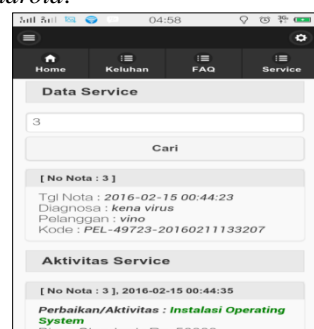 ndroid.
04:58
Home Keluhan FAQ Service
Data Service
3
Cari
[ No Nota : 3 ]
Tgl Nota : 2016-02-15 00:44:23
Diagnosa : kena virus
Pelanggan : vino
Kode : PEL-49723-20160211133207
Aktivitas Service
[ No Nota : 3 ], 2016-02-15 00:44:35
Perbaikan/Aktivitas : Instalasi Operating
System